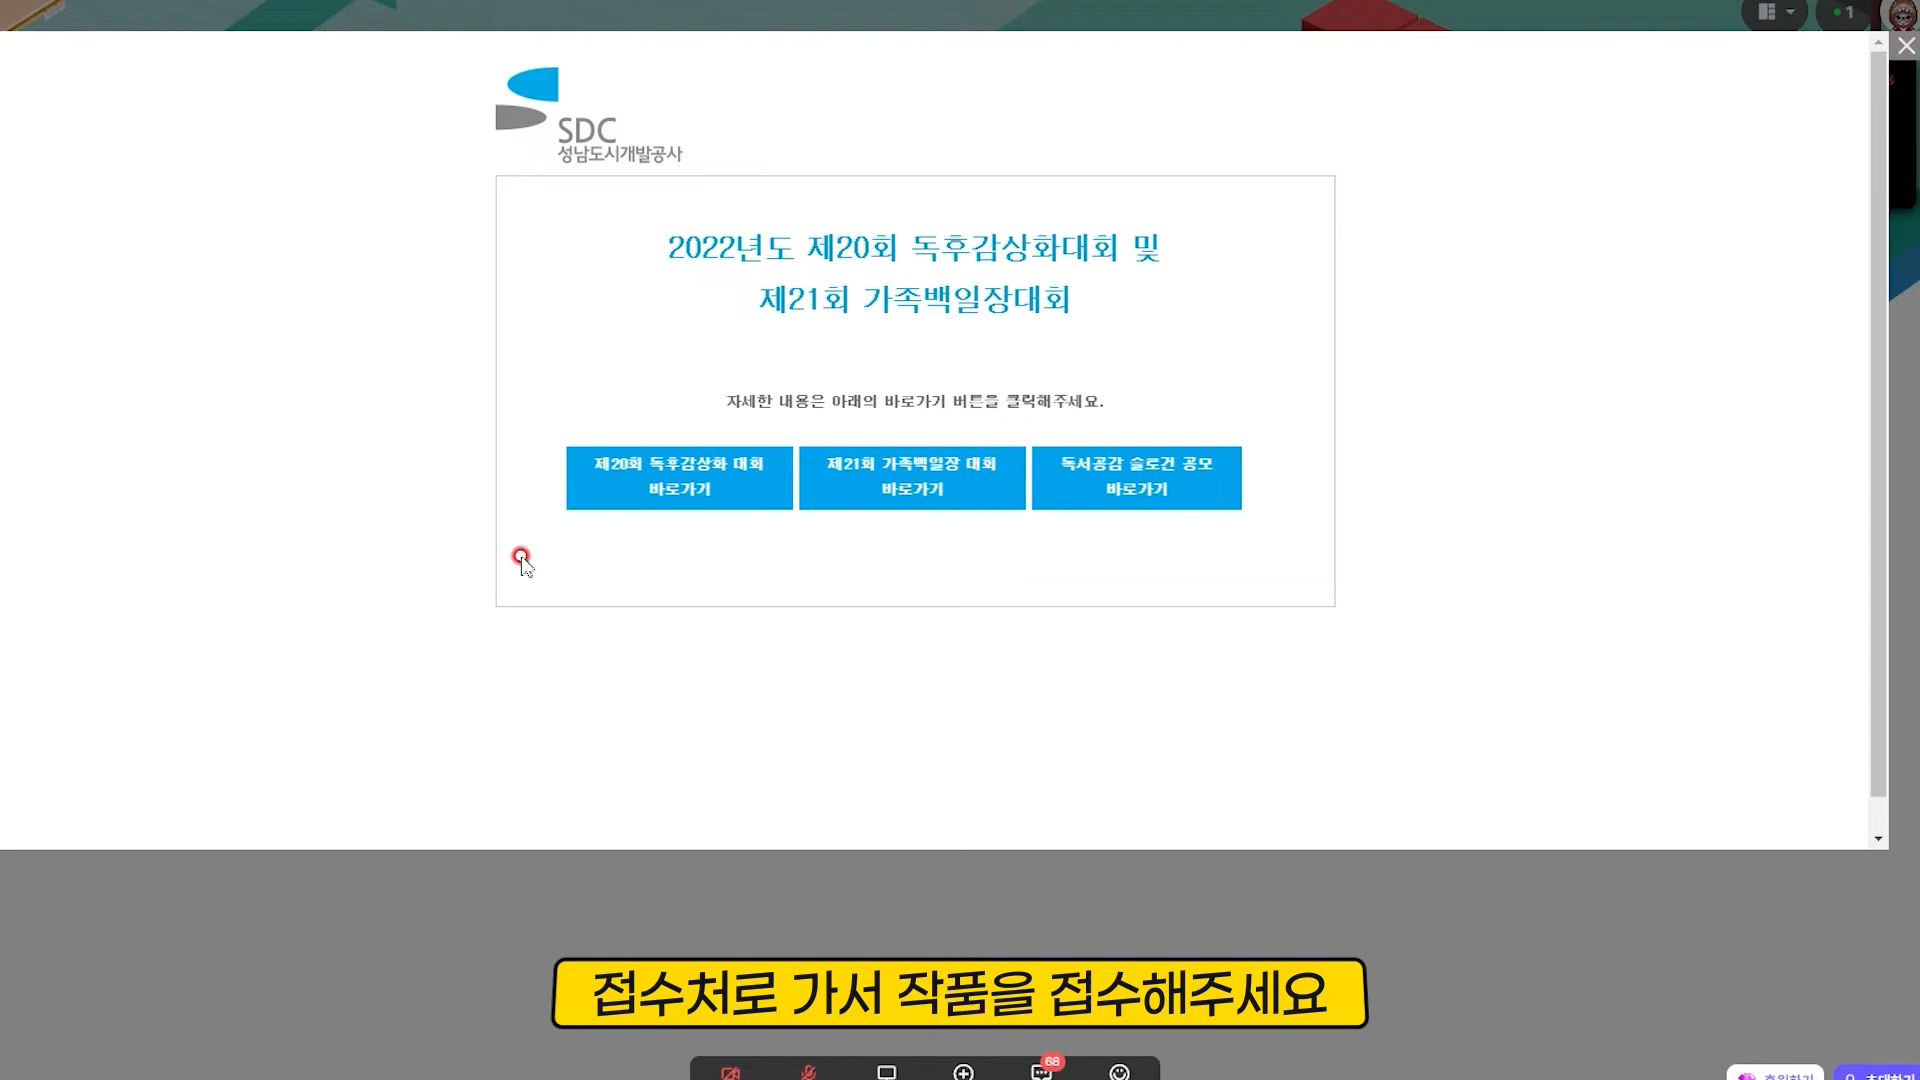 1
SDC
성남도시개발공사
2022년도 제20회 독후감상화대회 및
제21회 가족백일장대회
자세한 내용은 아래의 바로가기 버튼을 클릭해주세요.
제20회 독후감상화 대회
바로가기
제21회 가족백일장 대회
바로가기
독서공감 슬로건 공모
바로가기
접수처로 가서 작품을 접수해주세요
68